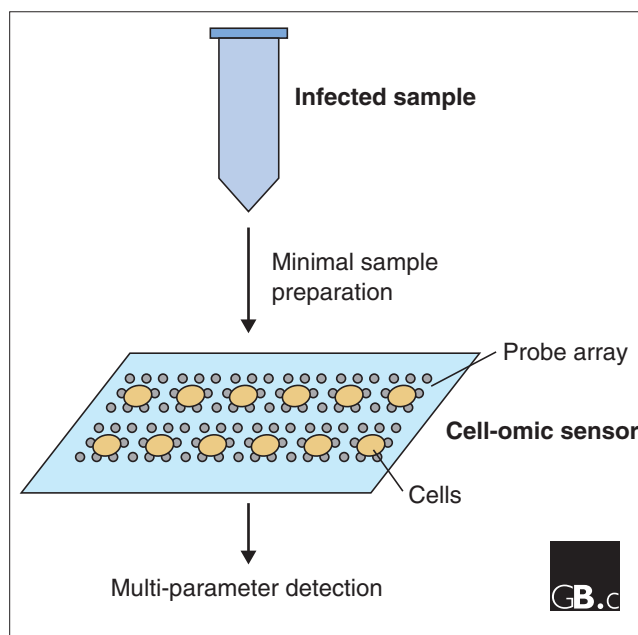 Infected sample
Minimal sample
preparation
Probe array
Cell-omic sensor
Cells
Multi-parameter detection
GB.c